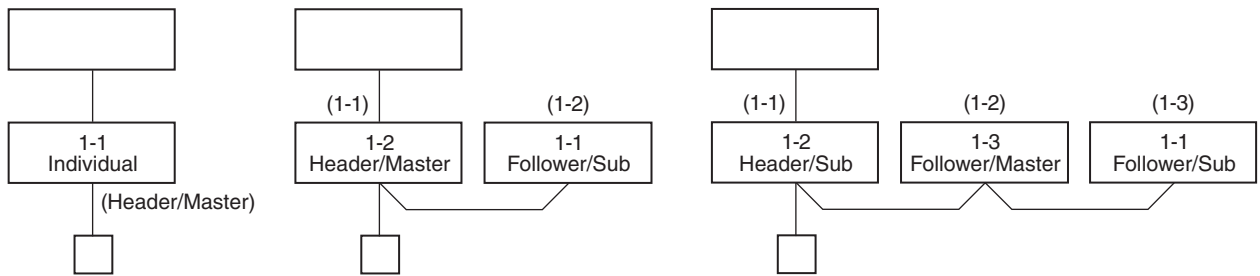 1-1
Individual
(Header/Master)
(1-1)
(1-2)
1-2
Header/Master
1-1
Follower/Sub
(1-1)
(1-2)
(1-3)
1-2
Header/Sub
1-3
Follower/Master
1-1
Follower/Sub